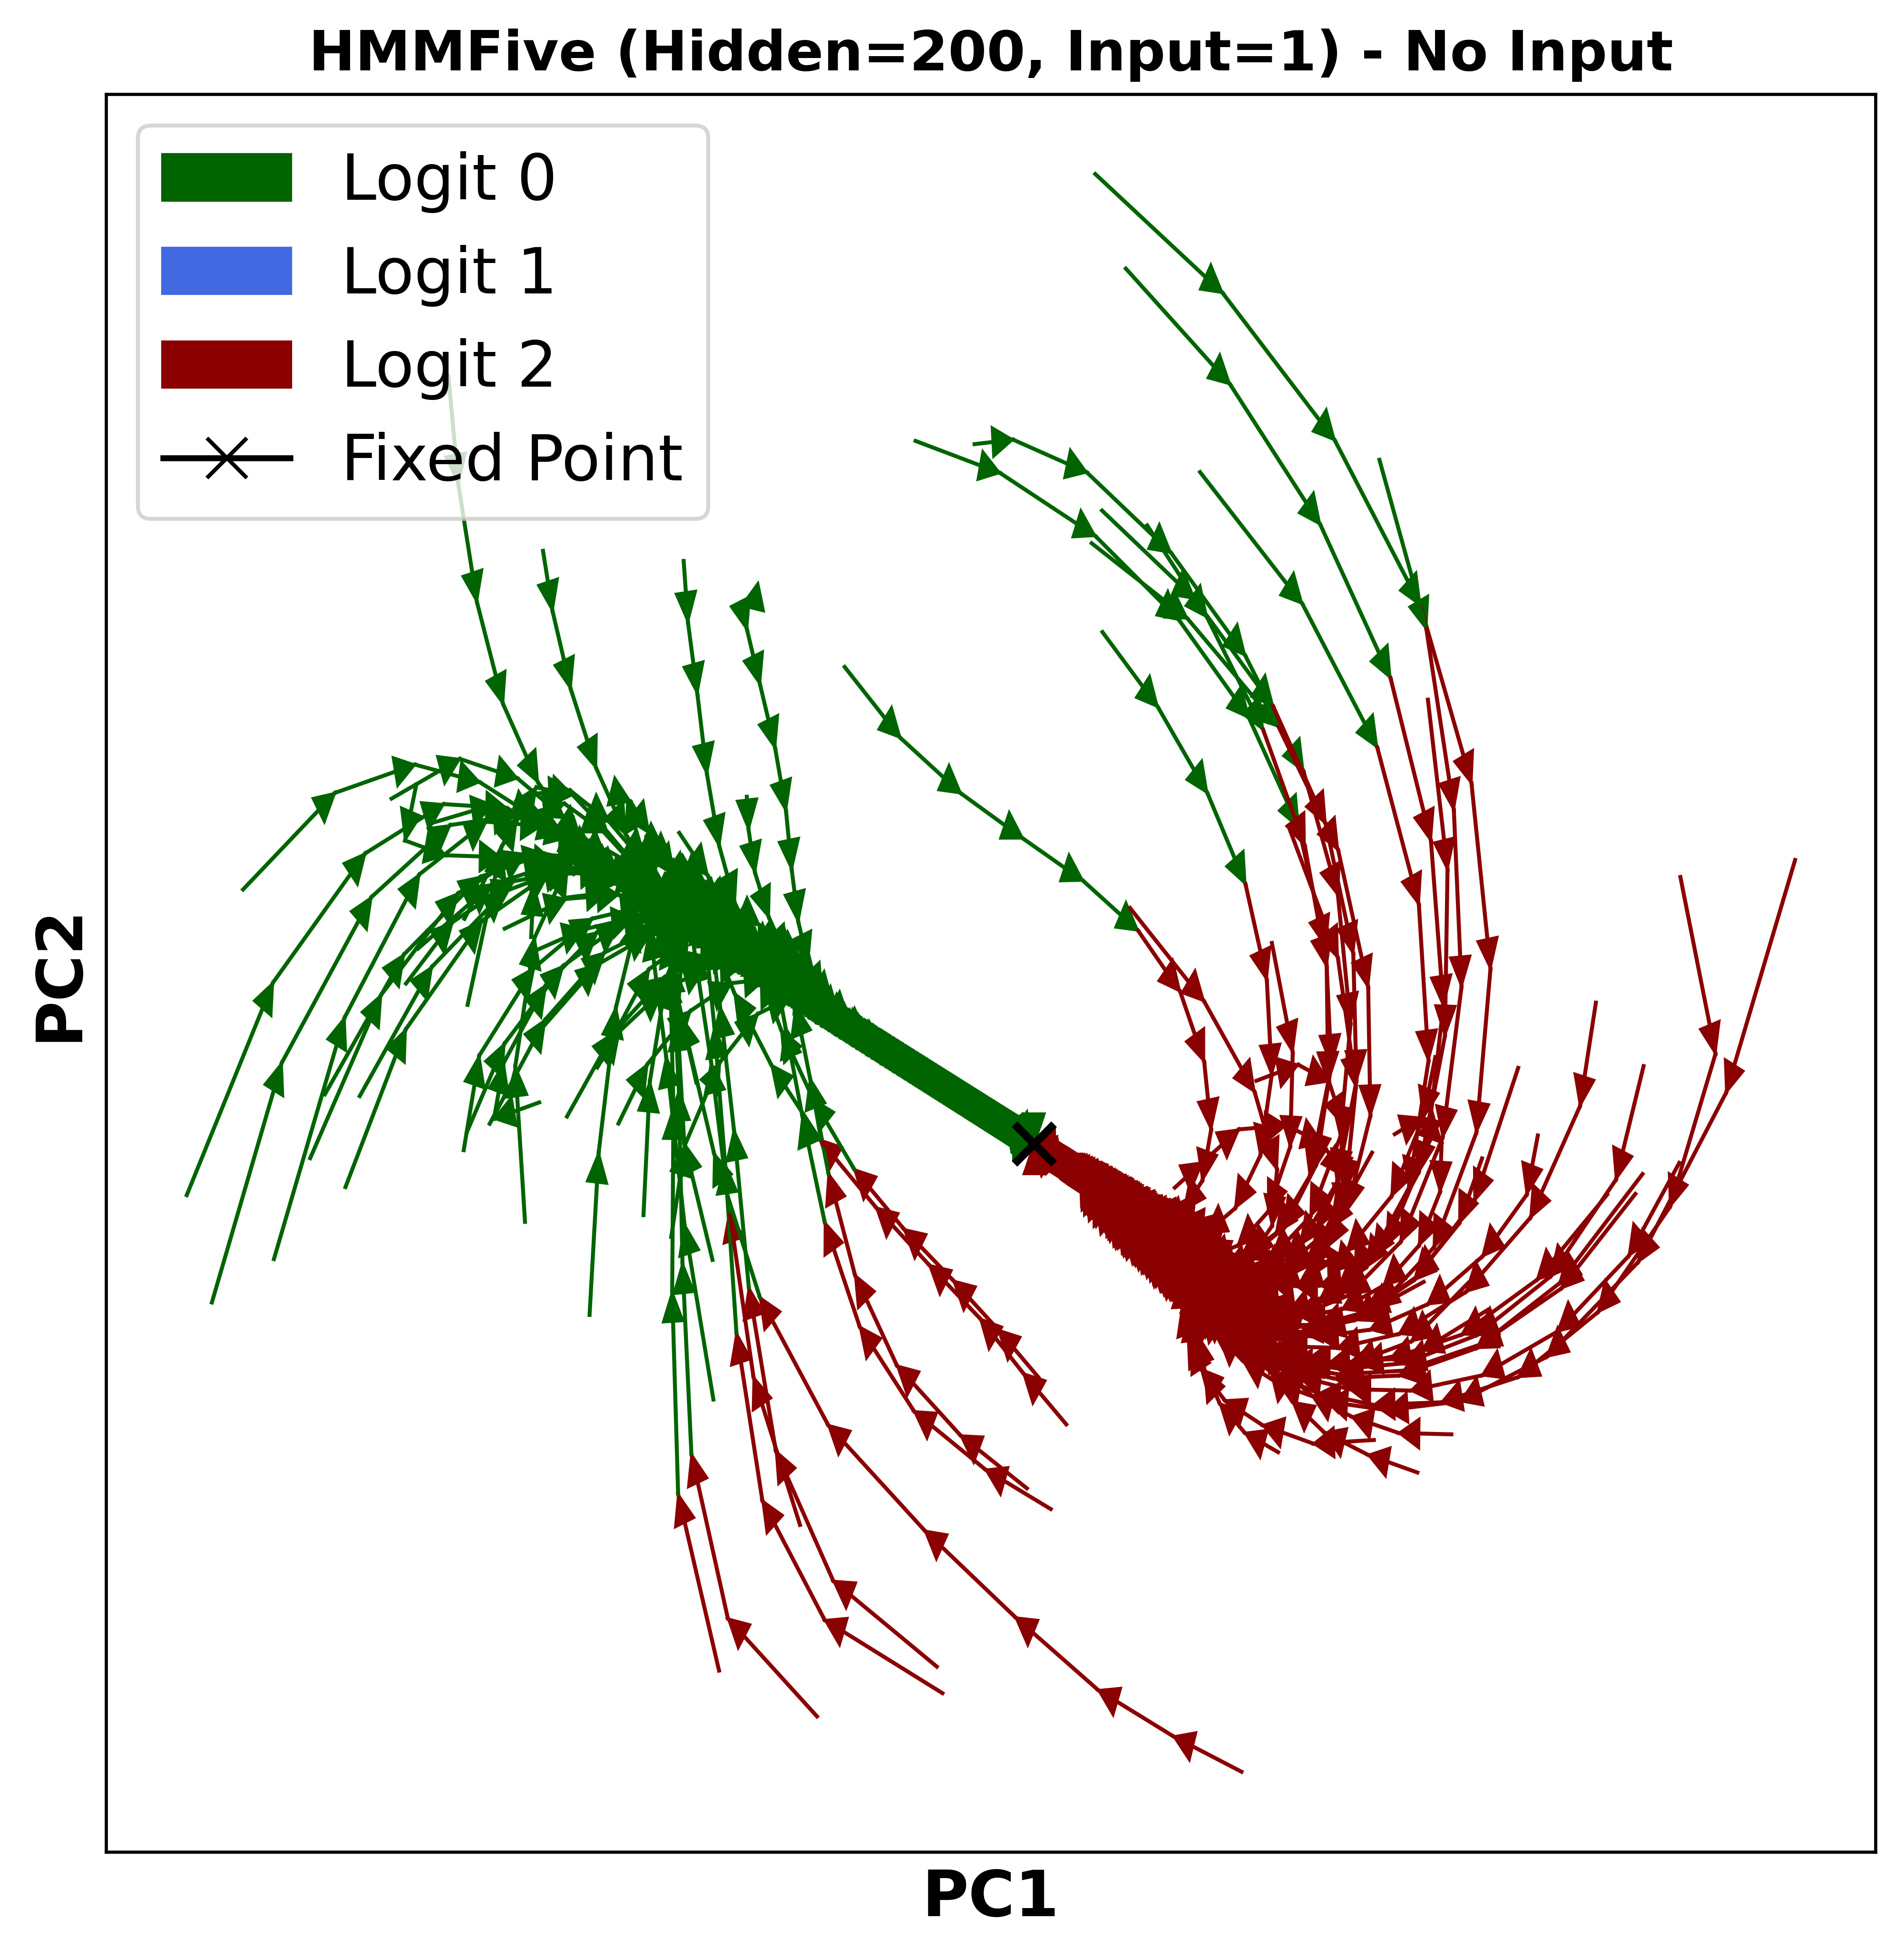 HMMFive (Hidden=200, Input=1) - No Input
Logit 0
Logit 1
Logit 2
Fixed Point
PC2
PC1